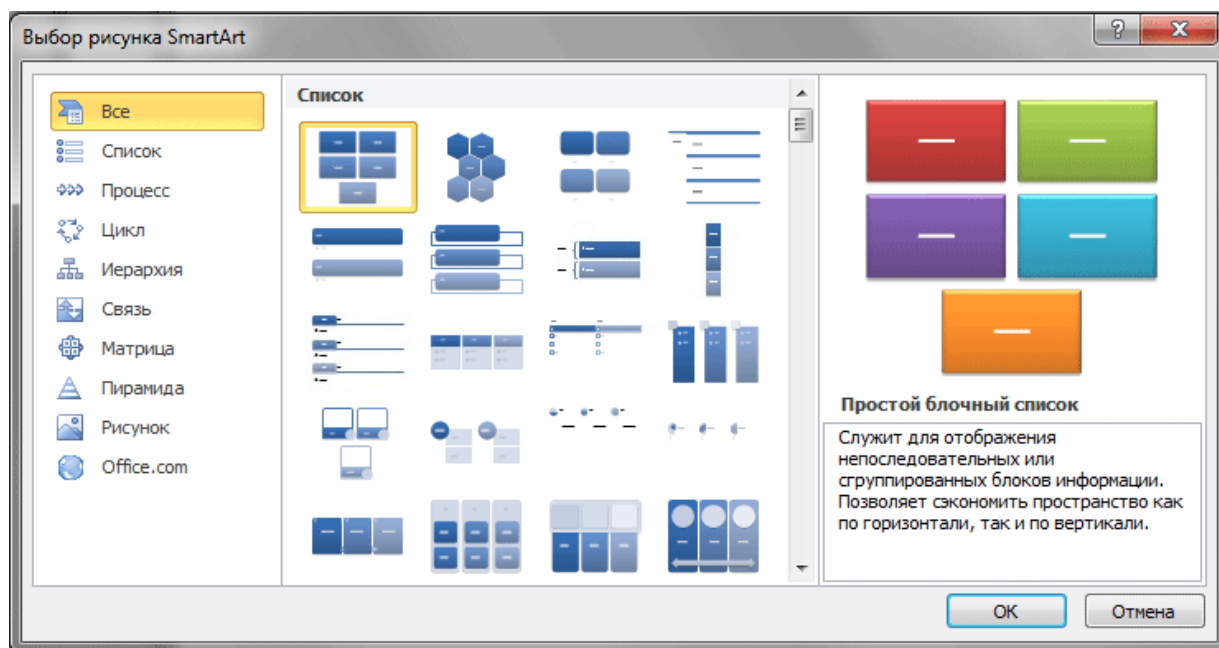 Выбор рисунка SmartArt
Все
Список
Процесс
Цикл
Иерархия
Связь
Матрица
Пирамида
Рисунок
Office.com
Список
Простой блочный список
Служит для отображения
непоследовательных или
сгруппированных блоков информации.
Позволяет сэкономить пространство как
по горизонтали, так и по вертикали.
ОК
Отмена